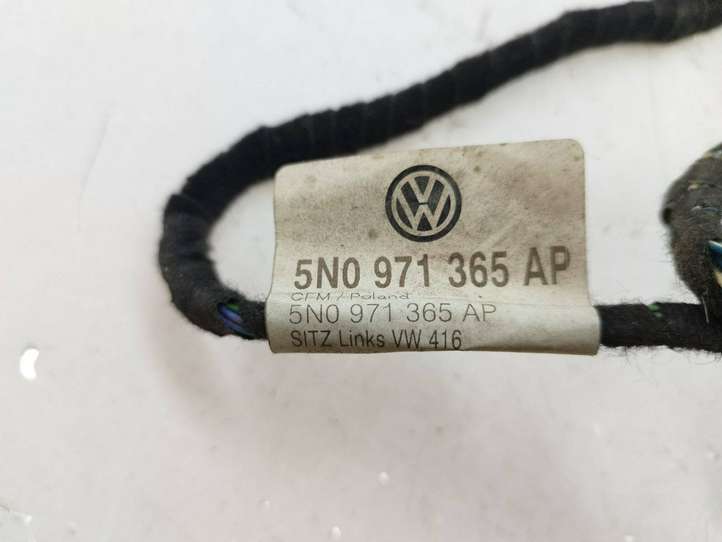 5N0 971 365 AP
CFM / Poland
5N0 971 365 AP
SITZ Links VW 416